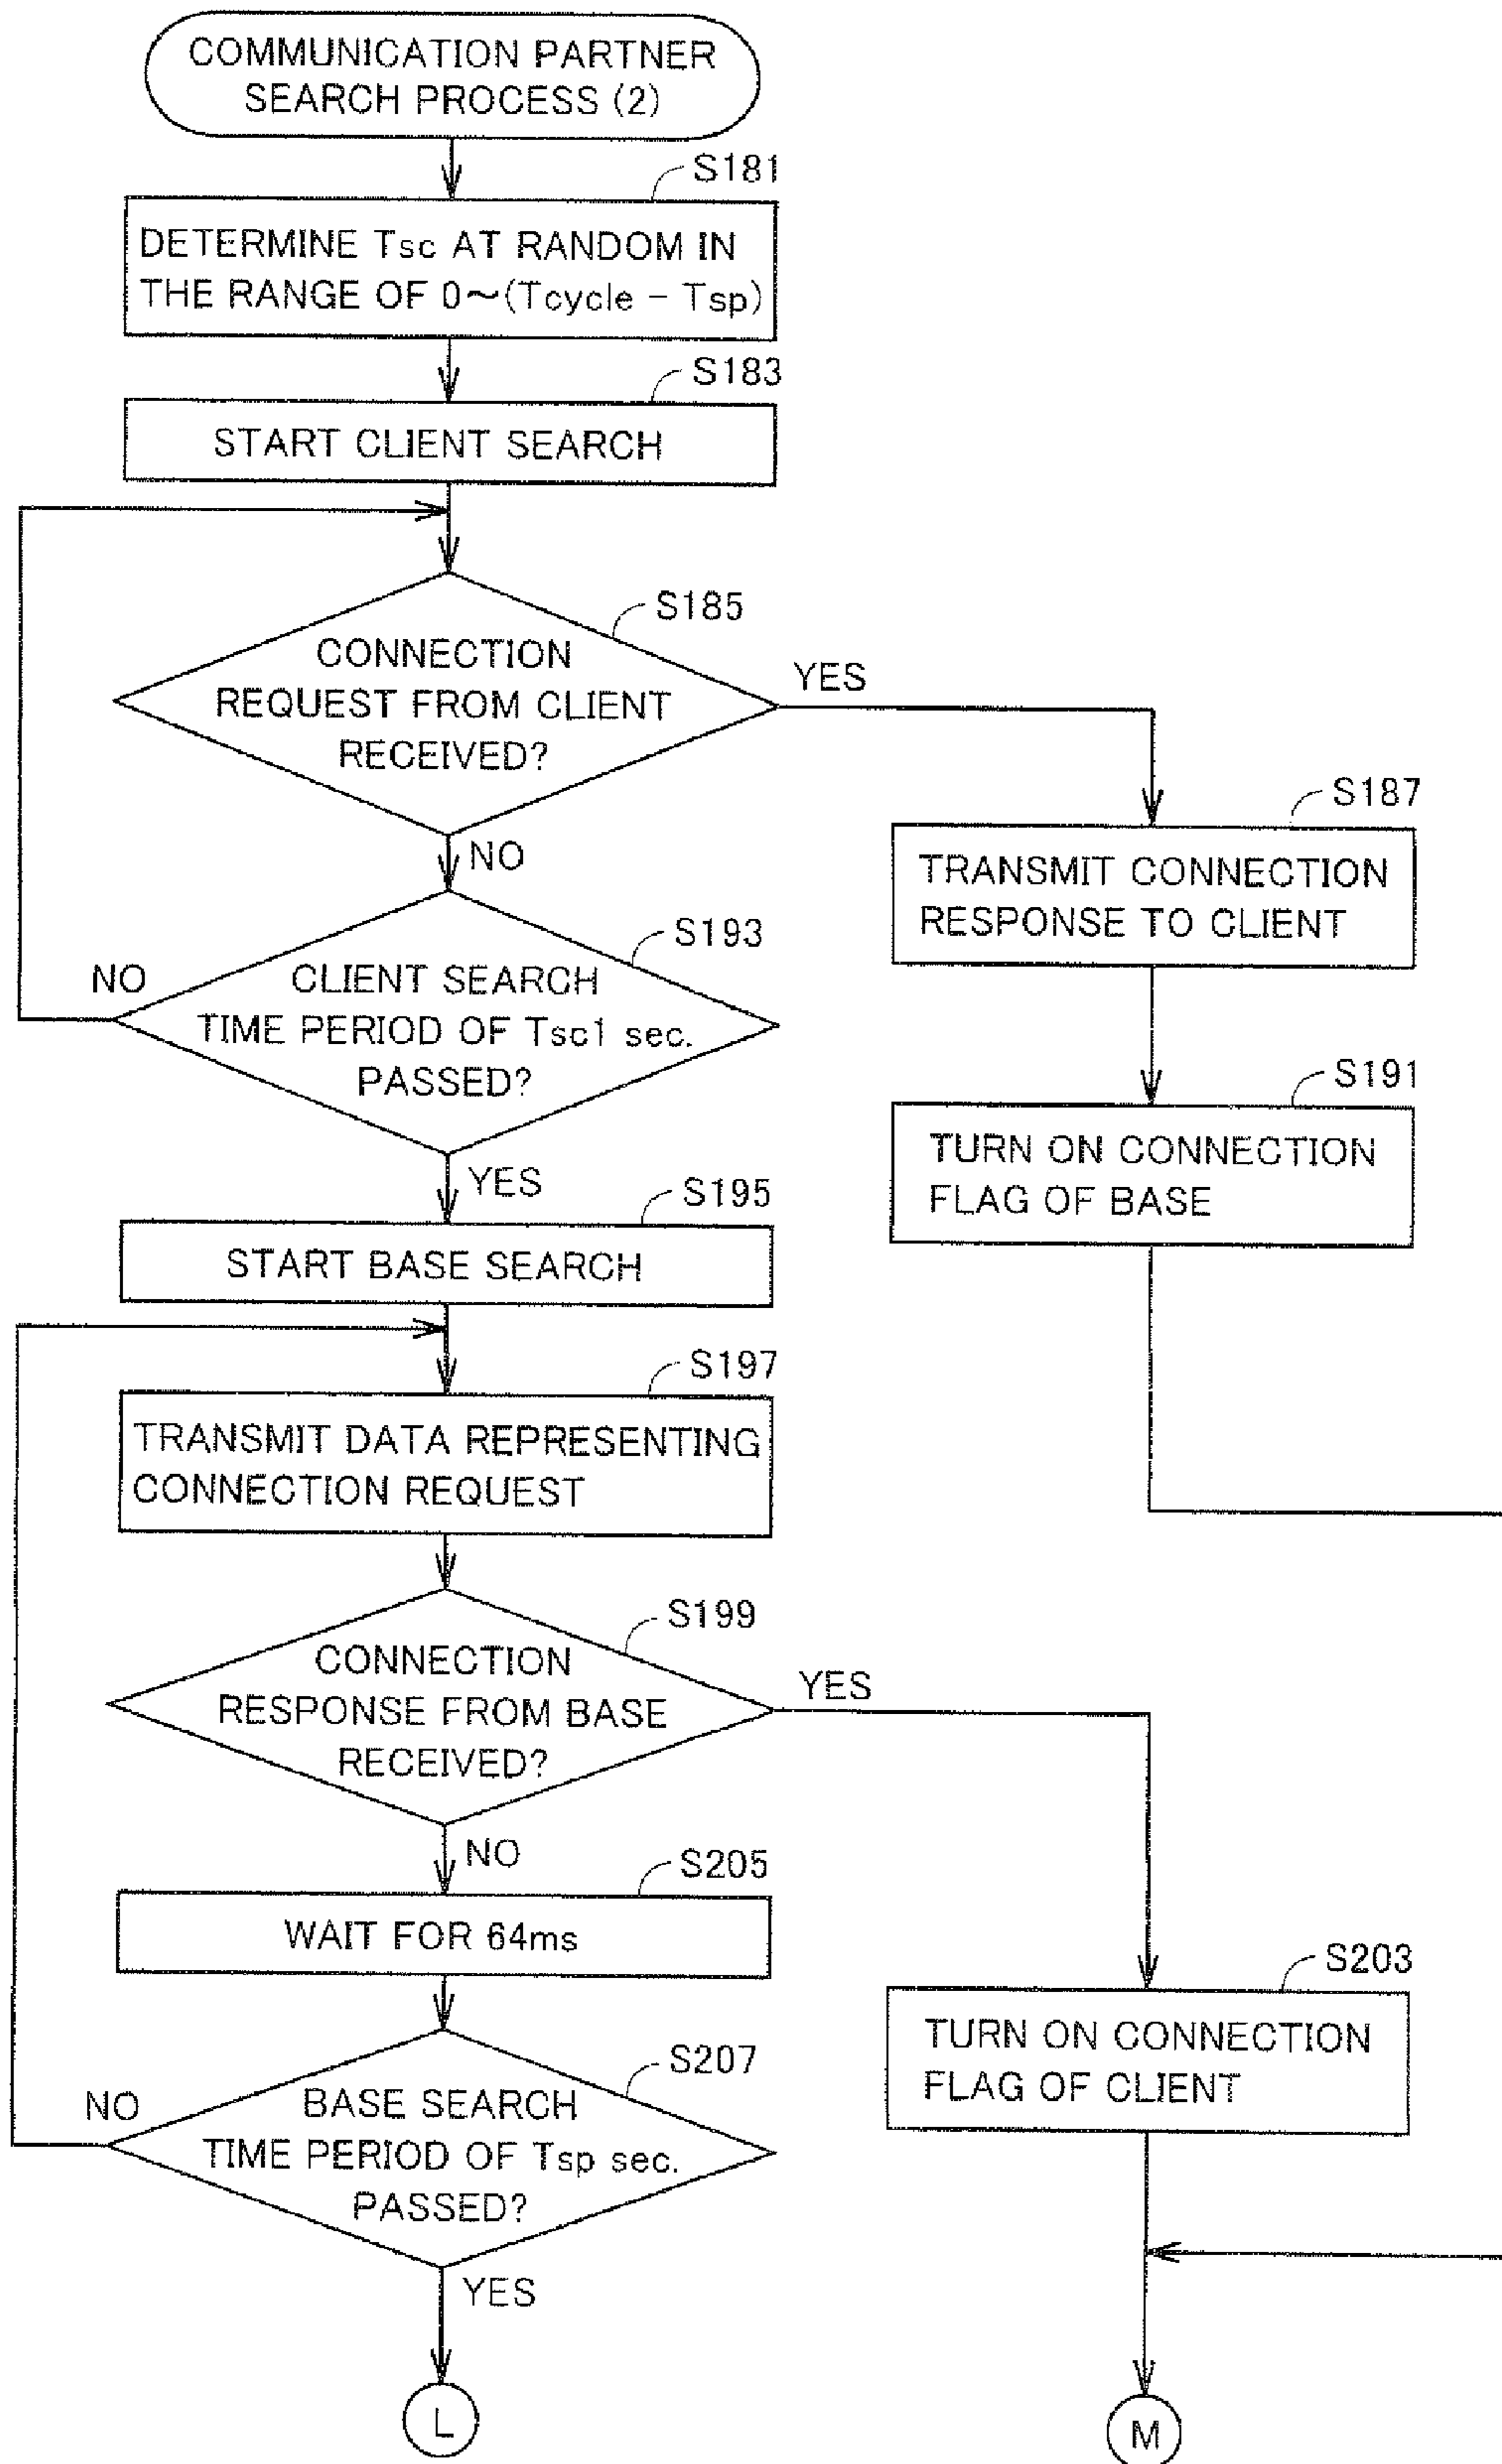 COMMUNICATION PARTNER
SEARCH PROCESS (2)
S181
DETERMINE Tsc AT RANDOM IN
THE RANGE OF 0~(Tcycle - Tsp)
S183
START CLIENT SEARCH
S185
CONNECTION
REQUEST FROM CLIENT
RECEIVED?
YES
NO
S187
TRANSMIT CONNECTION
RESPONSE TO CLIENT
S193
NO
CLIENT SEARCH
TIME PERIOD OF Tsc1 sec.
PASSED?
YES
S191
TURN ON CONNECTION
FLAG OF BASE
S195
START BASE SEARCH
S197
TRANSMIT DATA REPRESENTING
CONNECTION REQUEST
S199
CONNECTION
RESPONSE FROM BASE
RECEIVED?
YES
NO
S205
WAIT FOR 64ms
S203
TURN ON CONNECTION
FLAG OF CLIENT
S207
NO
BASE SEARCH
TIME PERIOD OF Tsp sec.
PASSED?
YES
L
M